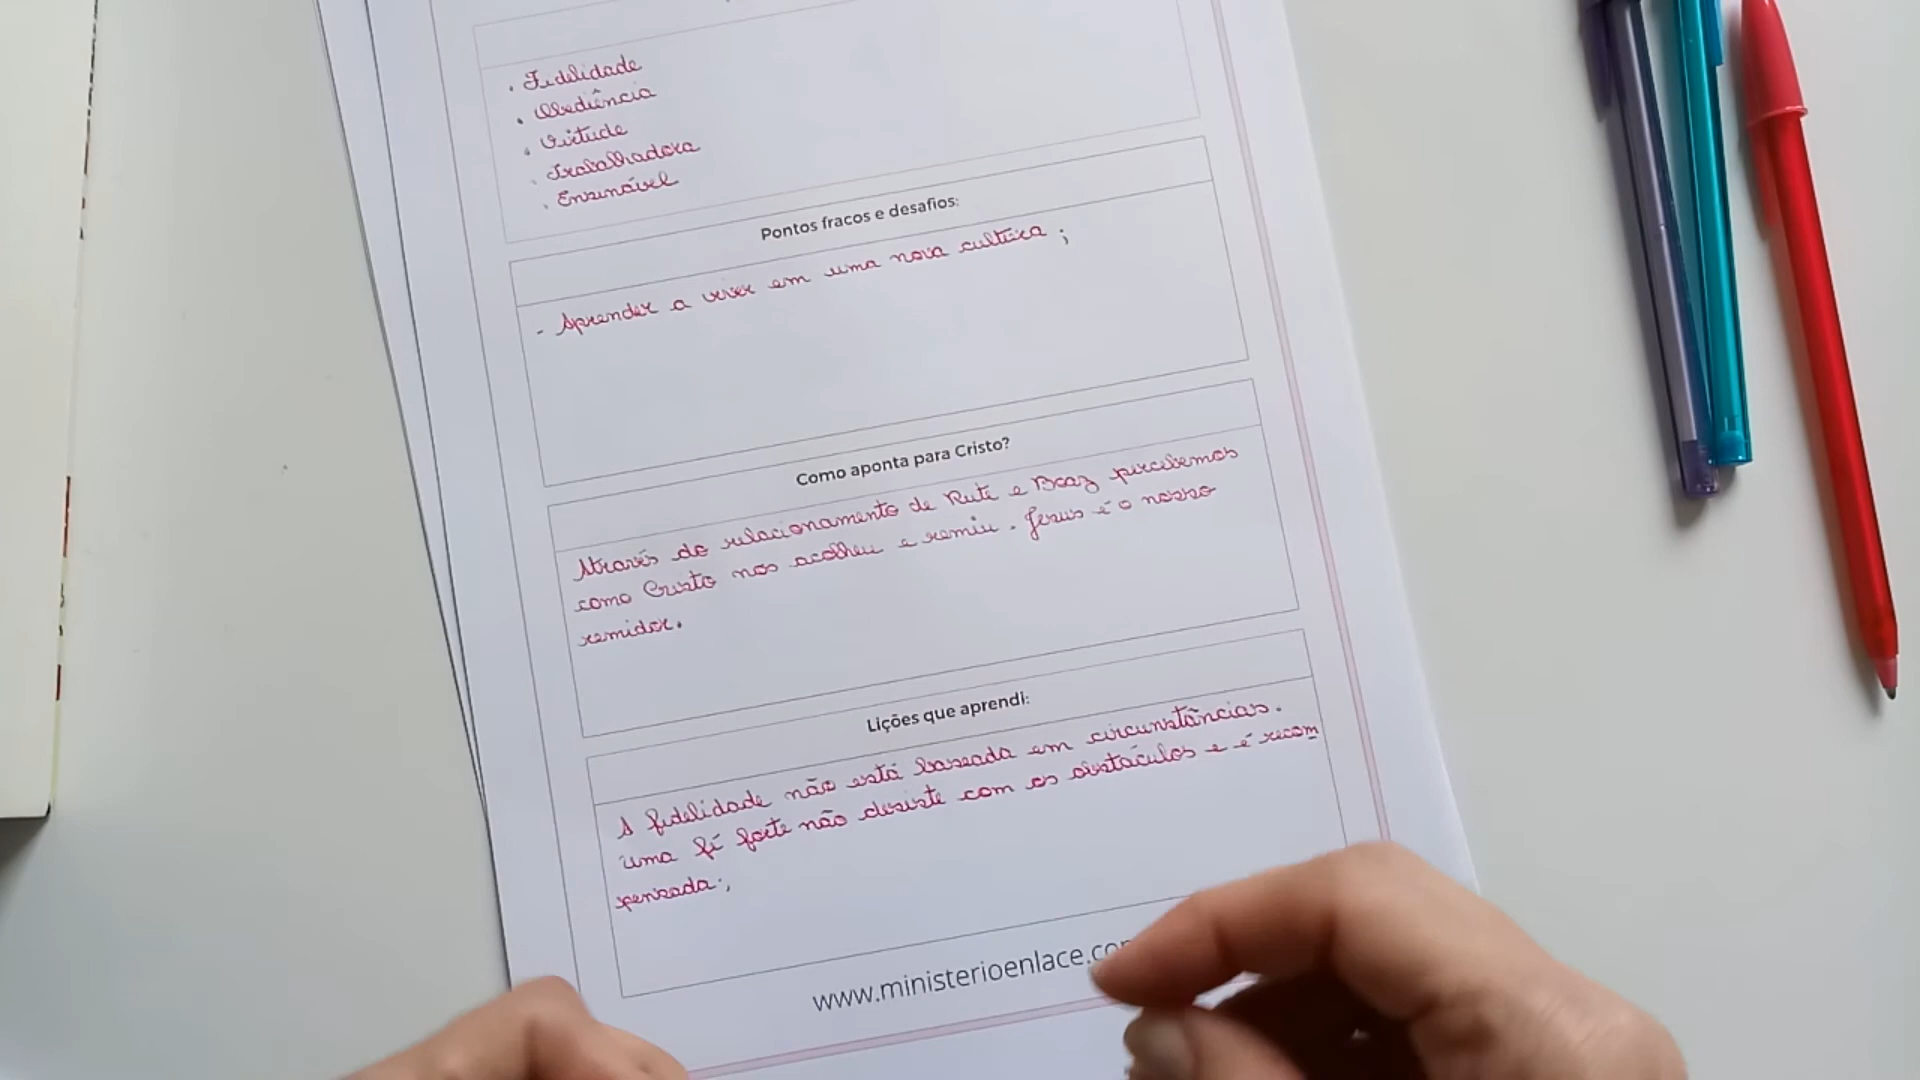 . Fidelidade
. Obediência
. Virtude
. Trabalhadora
. Ensinável
Pontos fracos e desafios:
- Aprender a viver em uma nova cultura ;
Como aponta para Cristo?
Através do relacionamento de Rute e Boaz percebemos
como Cristo nos acolheu e remiu. Jesus é o nosso
remidor.
Lições que aprendi:
A fidelidade não está baseada em circunstâncias.
uma fé forte não desiste com os obstáculos e é recom
pensada.;
www.ministerioenlace.co